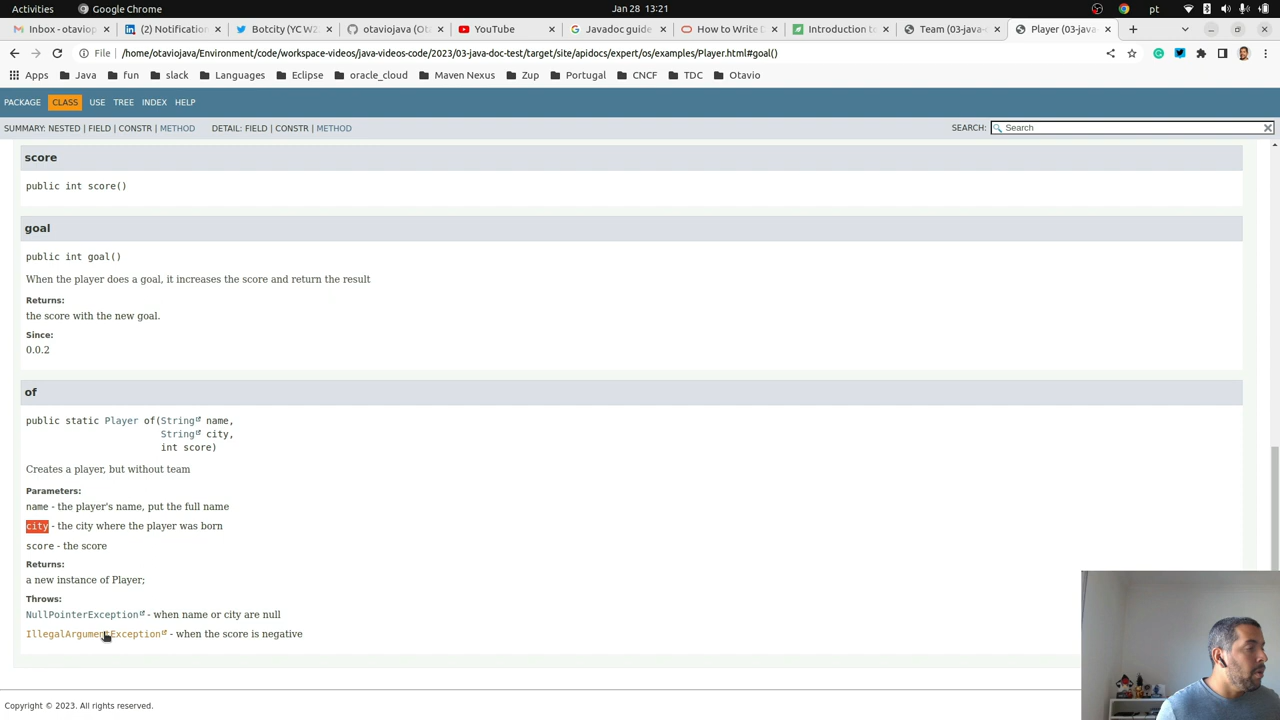 Activities
Google Chrome
Jan 28 13:21
pt
Inbox - otaviop
(2) Notification
Botcity (YC W23
otaviojava (Ota
YouTube
Javadoc guide
How to Write D
Introduction to
Team (03-java-d
Player (03-java-
File
/home/otaviojava/Environment/code/workspace-videos/java-videos-code/2023/03-java-doc-test/target/site/apidocs/expert/os/examples/Player.html#goal()
Apps
Java
fun
slack
Languages
Eclipse
oracle_cloud
Maven Nexus
Zup
Portugal
CNCF
TDC
Otavio
PACKAGE CLASS USE TREE INDEX HELP
SUMMARY: NESTED | FIELD | CONSTR | METHOD DETAIL: FIELD | CONSTR | METHOD
SEARCH: Search
score
public int score()
goal
public int goal()
When the player does a goal, it increases the score and return the result
Returns:
the score with the new goal.
Since:
0.0.2
of
public static Player of(String name,
String city,
int score)
Creates a player, but without team
Parameters:
name - the player's name, put the full name
city - the city where the player was born
score - the score
Returns:
a new instance of Player;
Throws:
NullPointerException - when name or city are null
IllegalArgumentException - when the score is negative
Copyright © 2023. All rights reserved.